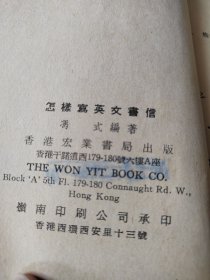 怎樣寫英文書信
式編著
香港宏業書局出版
香港干諾道西179-180號六樓A座
THE WON YIT BOOK CO.
Block 'A' 5th Fl. 179-180 Connaught Rd. W.,
Hong Kong
嶺南印刷公司承印
香港西環西安里十三號